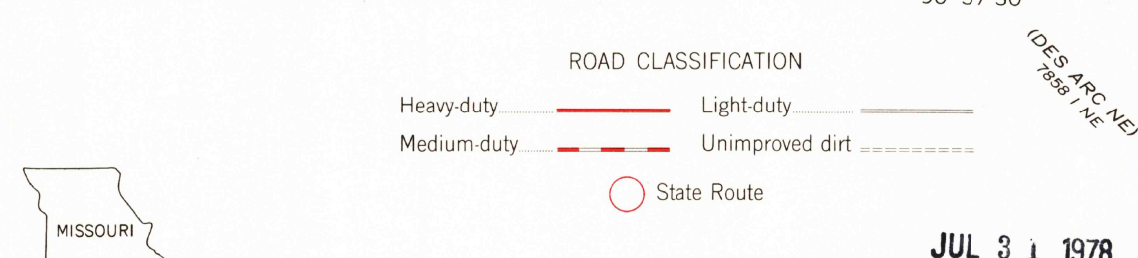 (DES ARC NE)
7858 I NE
ROAD CLASSIFICATION
Heavy-duty
Light-duty
Medium-duty
Unimproved dirt
State Route
MISSOURI
JUL 31 1978